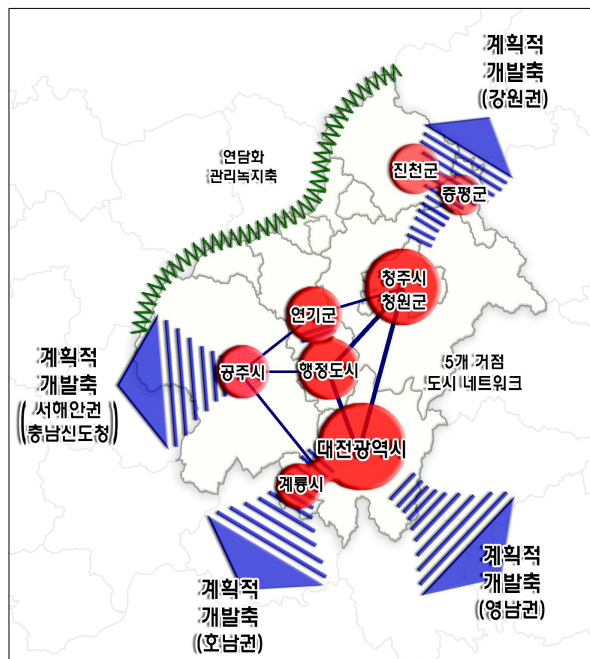 계획적
개발축
(강원권)
연담화
관리녹지축
진천군
증평군
청주시
청원군
연기군
5개 거점
도시 네트워크
계획적
개발축
(서해안권
충남신도청)
공주시
행정도시
대전광역시
계룡시
계획적
개발축
(호남권)
계획적
개발축
(영남권)